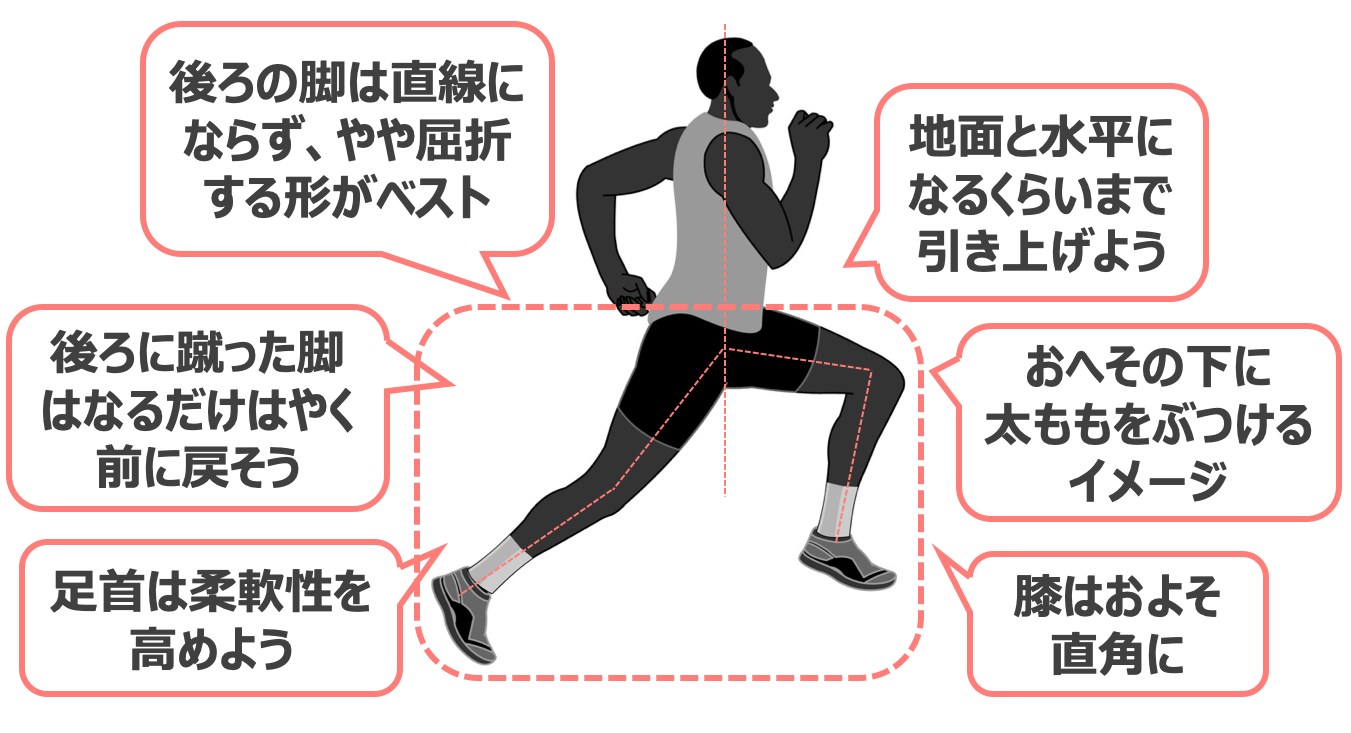 後ろの脚は直線に
ならず、やや屈折
する形がベスト
地面と水平に
なるくらいまで
引き上げよう
後ろに蹴った脚
はなるだけはやく
前に戻そう
おへその下に
太ももをぶつける
イメージ
足首は柔軟性を
高めよう
膝はおよそ
直角に